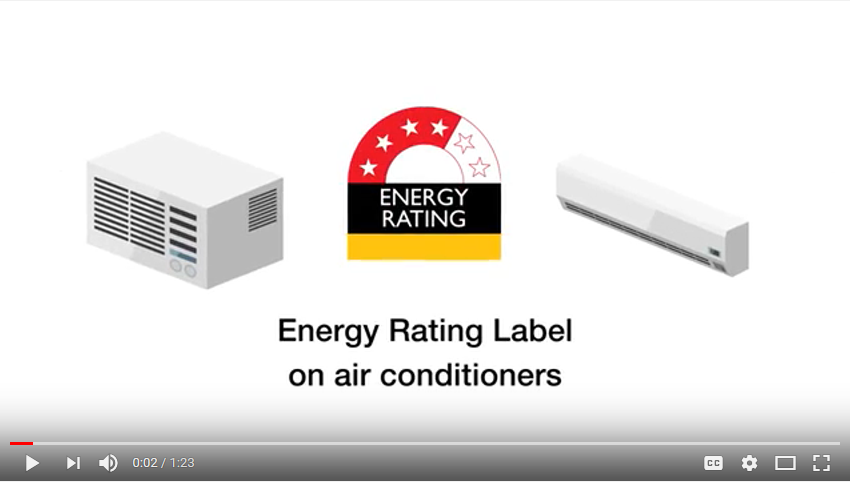 ENERGY
RATING
Energy Rating Label
on air conditioners
0:02 / 1:23
CC